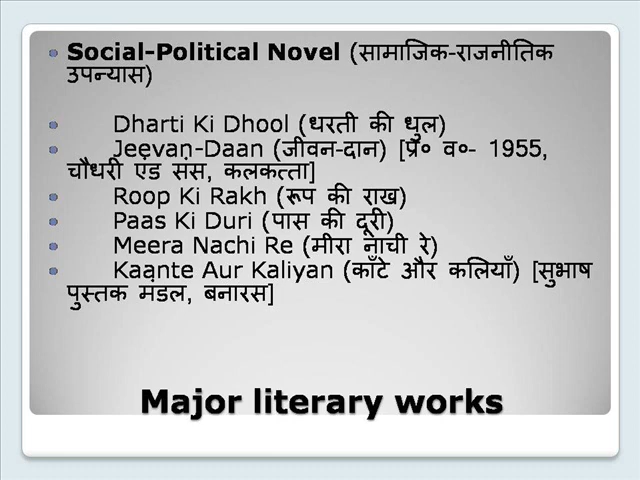 Social-Political Novel (सामाजिक-राजनीतिक
उपन्यास)
Dharti Ki Dhool (धरती की धुल)
Jeevan-Daan (जीवन-दान) [प्र० व०- 1955,
चौधरी एंड संस, कलकत्ता]
Roop Ki Rakh (रूप की राख)
Paas Ki Duri (पास की दूरी)
Meera Nachi Re (मीरा नाची रे)
Kaante Aur Kaliyan (काँटे और कलियाँ) [सुभाष
पुस्तक मंडल, बनारस]
Major literary works